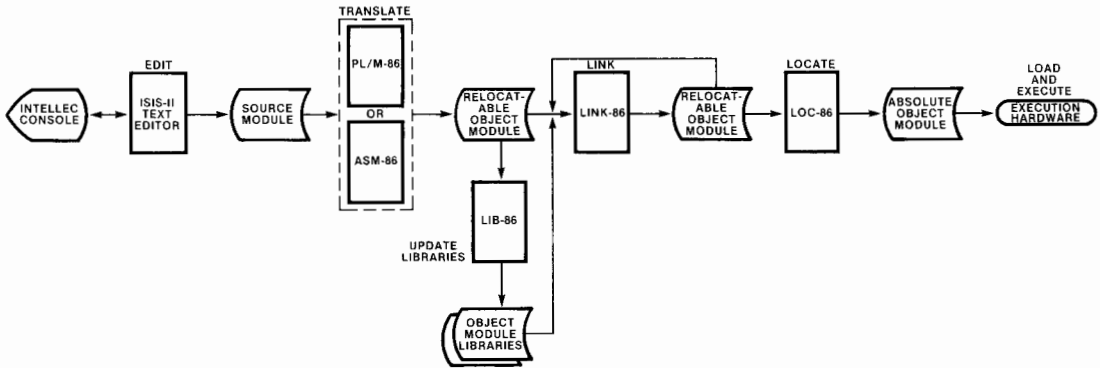 TRANSLATE
PL/M-86
OR
ASM-86
EDIT
ISIS-II
TEXT
EDITOR
INTELLEC
CONSOLE
SOURCE
MODULE
RELOCAT-
ABLE
OBJECT
MODULE
LINK
LINK-86
RELOCAT-
ABLE
OBJECT
MODULE
LOCATE
LOC-86
ABSOLUTE
OBJECT
MODULE
LOAD
AND
EXECUTE
EXECUTION
HARDWARE
LIB-86
UPDATE
LIBRARIES
OBJECT
MODULE
LIBRARIES